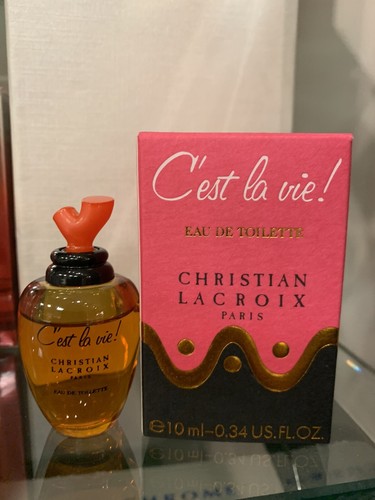 C'est la vie!
EAU DE TOILETTE
CHRISTIAN
LACROIX
PARIS
℮10 ml–0.34 US.FL.OZ.
C'est la vie!
CHRISTIAN
LACROIX
PARIS
EAU DE TOILETTE